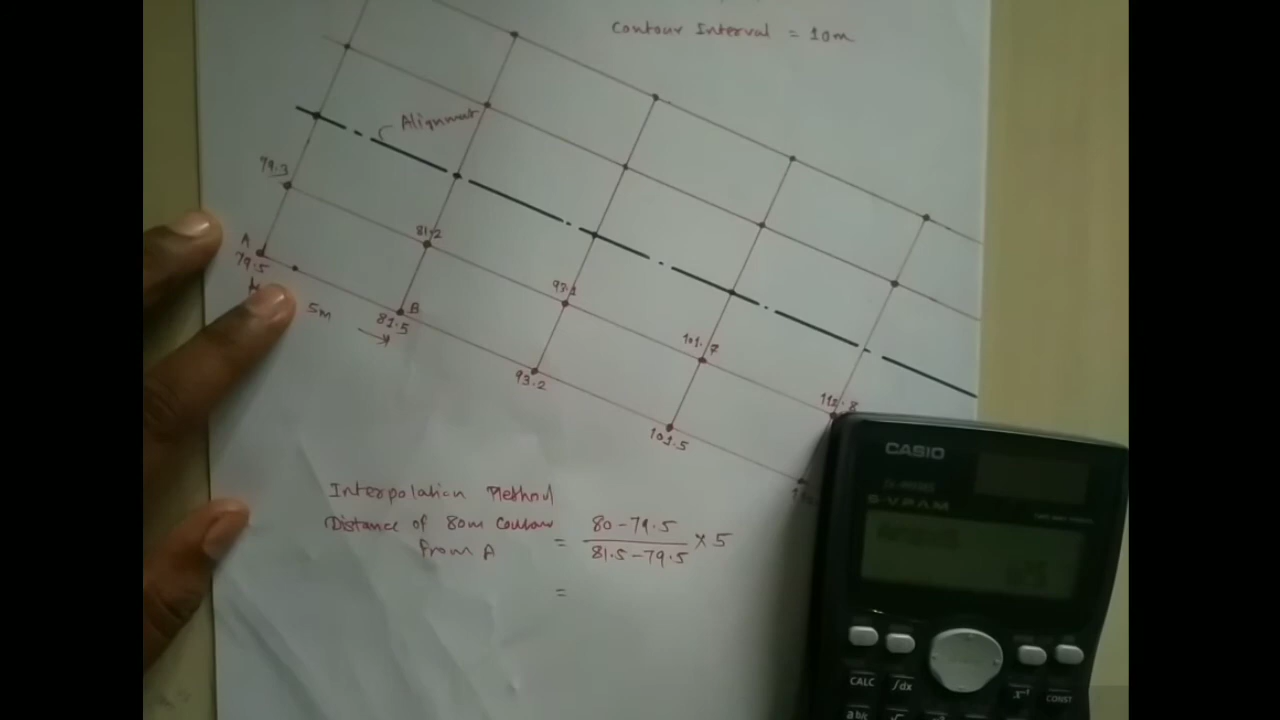 Contour Interval = 10m
Alignment
79.3
A
79.5
81.2
5m
B
81.5
93.1
93.2
101.7
101.5
Interpolation Method
Distance of 80m Contour from A = 80-79.5 / 81.5-79.5 × 5
=
CASIO
S-V.P.A.M.
CALC
∫dx
CONST